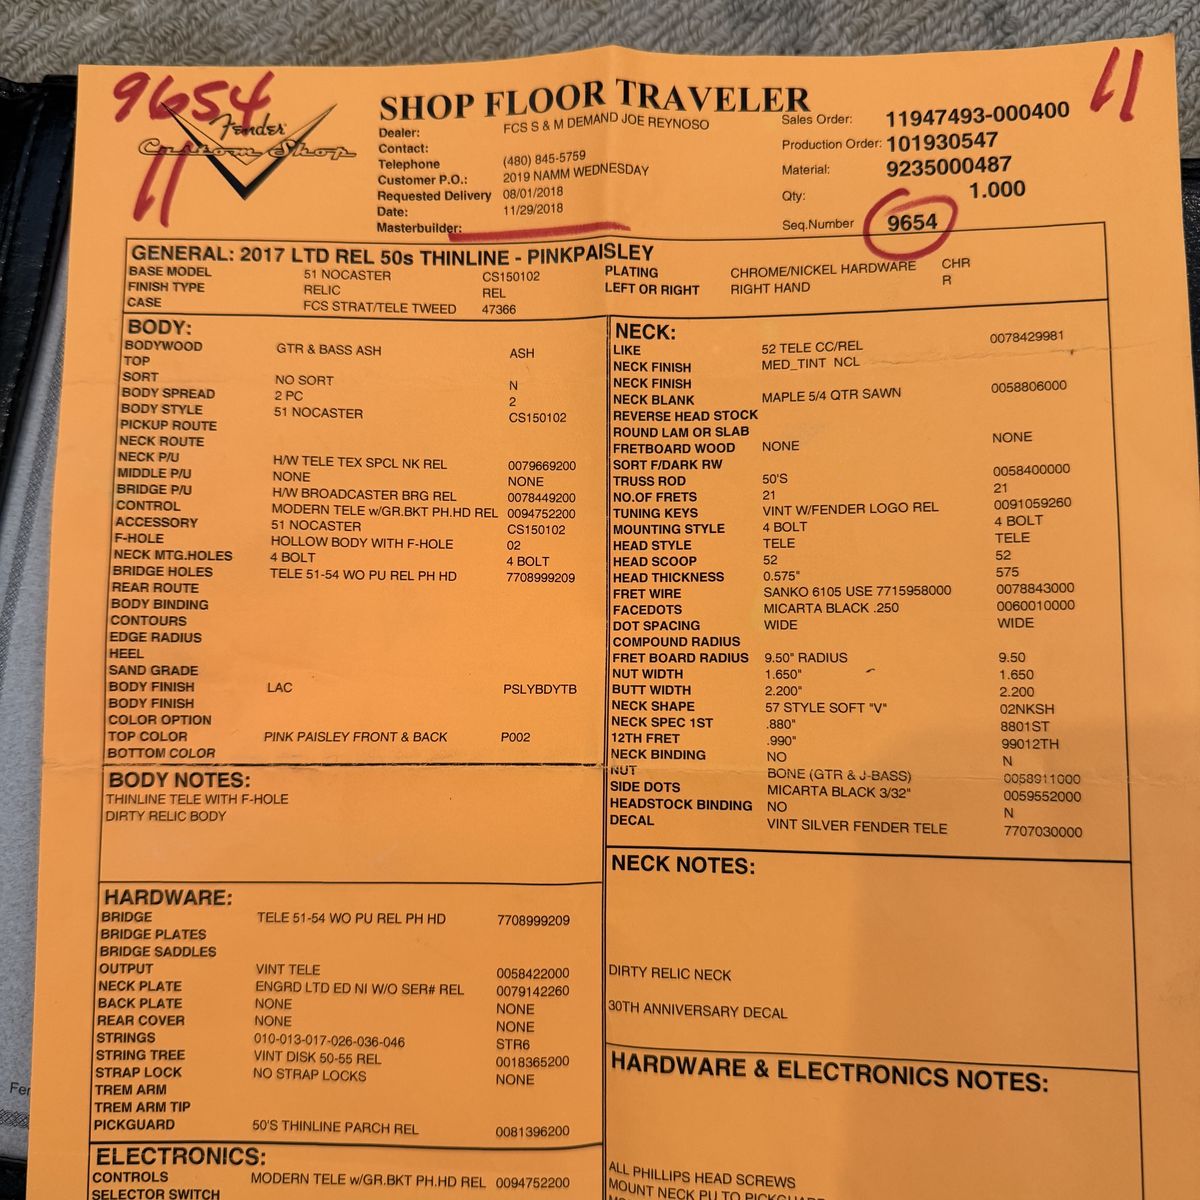 9654
11
11
Fender
Custom Shop
SHOP FLOOR TRAVELER
Dealer: FCS S & M DEMAND JOE REYNOSO
Contact:
Telephone (480) 845-5759
Customer P.O.: 2019 NAMM WEDNESDAY
Requested Delivery 08/01/2018
Date: 11/29/2018
Masterbuilder:
Sales Order: 11947493-000400
Production Order: 101930547
Material: 9235000487
Qty: 1.000
Seq.Number 9654
GENERAL: 2017 LTD REL 50s THINLINE - PINKPAISLEY
BASE MODEL 51 NOCASTER CS150102
FINISH TYPE RELIC REL
CASE FCS STRAT/TELE TWEED 47366
PLATING CHROME/NICKEL HARDWARE CHR
LEFT OR RIGHT RIGHT HAND R
BODY:
BODYWOOD GTR & BASS ASH ASH
TOP
SORT NO SORT N
BODY SPREAD 2 PC 2
BODY STYLE 51 NOCASTER CS150102
PICKUP ROUTE
NECK ROUTE
NECK P/U H/W TELE TEX SPCL NK REL 0079669200
MIDDLE P/U NONE NONE
BRIDGE P/U H/W BROADCASTER BRG REL 0078449200
CONTROL MODERN TELE w/GR.BKT PH.HD REL 0094752200
ACCESSORY 51 NOCASTER CS150102
F-HOLE HOLLOW BODY WITH F-HOLE 02
NECK MTG.HOLES 4 BOLT 4 BOLT
BRIDGE HOLES TELE 51-54 WO PU REL PH HD 7708999209
REAR ROUTE
BODY BINDING
CONTOURS
EDGE RADIUS
HEEL
SAND GRADE
BODY FINISH LAC PSLYBDYTB
BODY FINISH
COLOR OPTION
TOP COLOR PINK PAISLEY FRONT & BACK P002
BOTTOM COLOR
BODY NOTES:
THINLINE TELE WITH F-HOLE
DIRTY RELIC BODY
HARDWARE:
BRIDGE TELE 51-54 WO PU REL PH HD 7708999209
BRIDGE PLATES
BRIDGE SADDLES
OUTPUT VINT TELE 0058422000
NECK PLATE ENGRD LTD ED NI W/O SER# REL 0079142260
BACK PLATE NONE NONE
REAR COVER NONE NONE
STRINGS 010-013-017-026-036-046 STR6
STRING TREE VINT DISK 50-55 REL 0018365200
STRAP LOCK NO STRAP LOCKS NONE
TREM ARM
TREM ARM TIP
PICKGUARD 50'S THINLINE PARCH REL 0081396200
ELECTRONICS:
CONTROLS MODERN TELE w/GR.BKT PH.HD REL 0094752200
SELECTOR SWITCH
NECK:
LIKE 52 TELE CC/REL 0078429981
NECK FINISH MED_TINT NCL
NECK FINISH
NECK BLANK MAPLE 5/4 QTR SAWN 0058806000
REVERSE HEAD STOCK
ROUND LAM OR SLAB
FRETBOARD WOOD NONE NONE
SORT F/DARK RW
TRUSS ROD 50'S 0058400000
NO.OF FRETS 21 21
TUNING KEYS VINT W/FENDER LOGO REL 0091059260
MOUNTING STYLE 4 BOLT 4 BOLT
HEAD STYLE TELE TELE
HEAD SCOOP 52 52
HEAD THICKNESS 0.575" 575
FRET WIRE SANKO 6105 USE 7715958000 0078843000
FACEDOTS MICARTA BLACK .250 0060010000
DOT SPACING WIDE WIDE
COMPOUND RADIUS
FRET BOARD RADIUS 9.50" RADIUS 9.50
NUT WIDTH 1.650" 1.650
BUTT WIDTH 2.200" 2.200
NECK SHAPE 57 STYLE SOFT "V" 02NKSH
NECK SPEC 1ST .880" 8801ST
12TH FRET .990" 99012TH
NECK BINDING NO N
NUT BONE (GTR & J-BASS) 0058911000
SIDE DOTS MICARTA BLACK 3/32" 0059552000
HEADSTOCK BINDING NO N
DECAL VINT SILVER FENDER TELE 7707030000
NECK NOTES:
DIRTY RELIC NECK
30TH ANNIVERSARY DECAL
HARDWARE & ELECTRONICS NOTES:
ALL PHILLIPS HEAD SCREWS
MOUNT NECK PU TO PICKGUARD
Fer